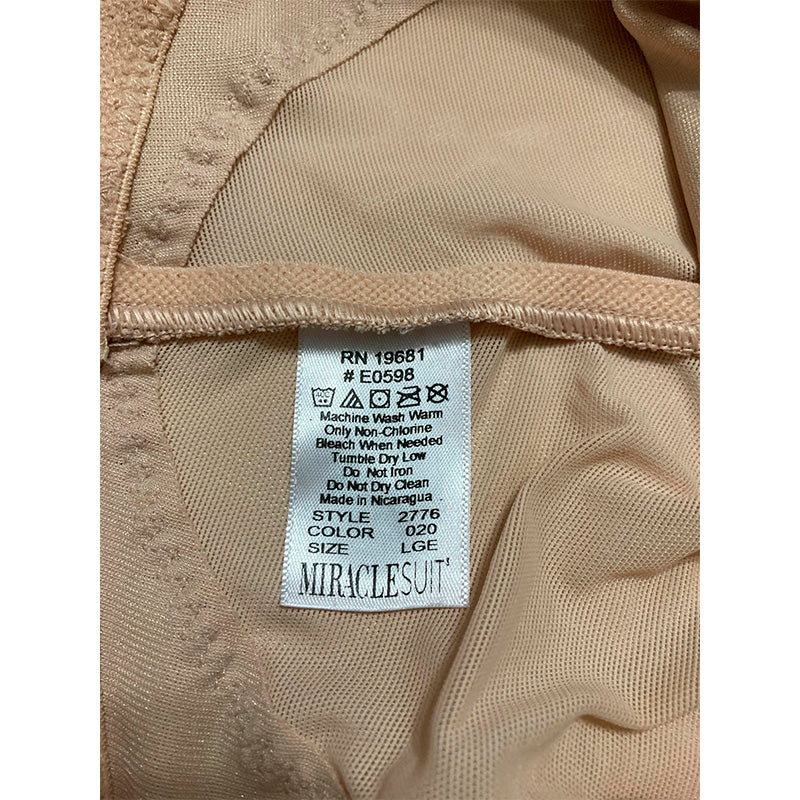 RN 19681
# E0598
Machine Wash Warm
Only Non-Chlorine
Bleach When Needed
Tumble Dry Low
Do Not Iron
Do Not Dry Clean
Made in Nicaragua
STYLE 2776
COLOR 020
SIZE LGE
MIRACLESUIT